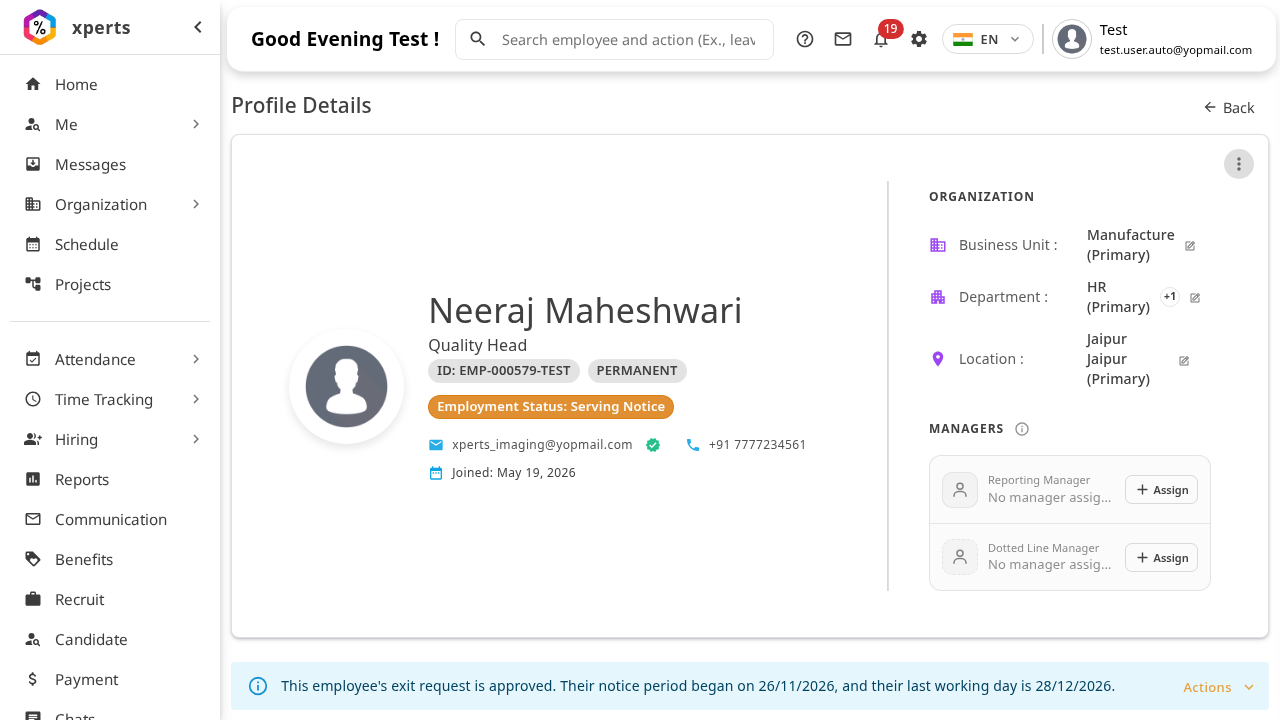 xperts
Home
Me
Messages
Organization
Schedule
Projects
Attendance
Time Tracking
Hiring
Reports
Communication
Benefits
Recruit
Candidate
Payment
Chats
Good Evening Test !
Search employee and action (Ex., leav
19
EN
Test
test.user.auto@yopmail.com
Profile Details
Back
Neeraj Maheshwari
Quality Head
ID: EMP-000579-TEST PERMANENT
Employment Status: Serving Notice
xperts_imaging@yopmail.com +91 7777234561
Joined: May 19, 2026
ORGANIZATION
Business Unit : Manufacture
(Primary)
Department : HR
(Primary) +1
Location : Jaipur
Jaipur
(Primary)
MANAGERS
Reporting Manager
No manager assig... Assign
Dotted Line Manager
No manager assig... Assign
This employee's exit request is approved. Their notice period began on 26/11/2026, and their last working day is 28/12/2026.
Actions